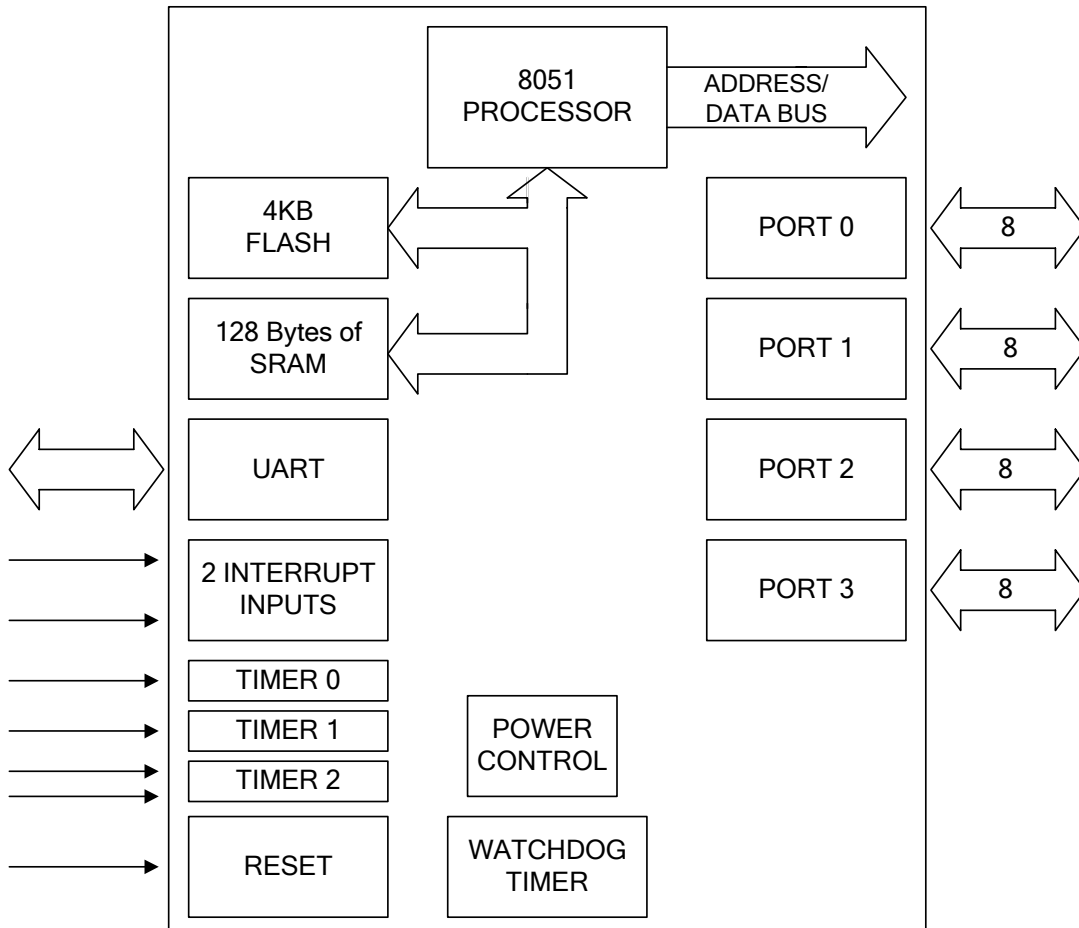 8051
PROCESSOR
ADDRESS/
DATA BUS
4KB
FLASH
PORT 0
8
128 Bytes of
SRAM
PORT 1
8
UART
PORT 2
8
2 INTERRUPT
INPUTS
PORT 3
8
TIMER 0
TIMER 1
TIMER 2
POWER
CONTROL
RESET
WATCHDOG
TIMER